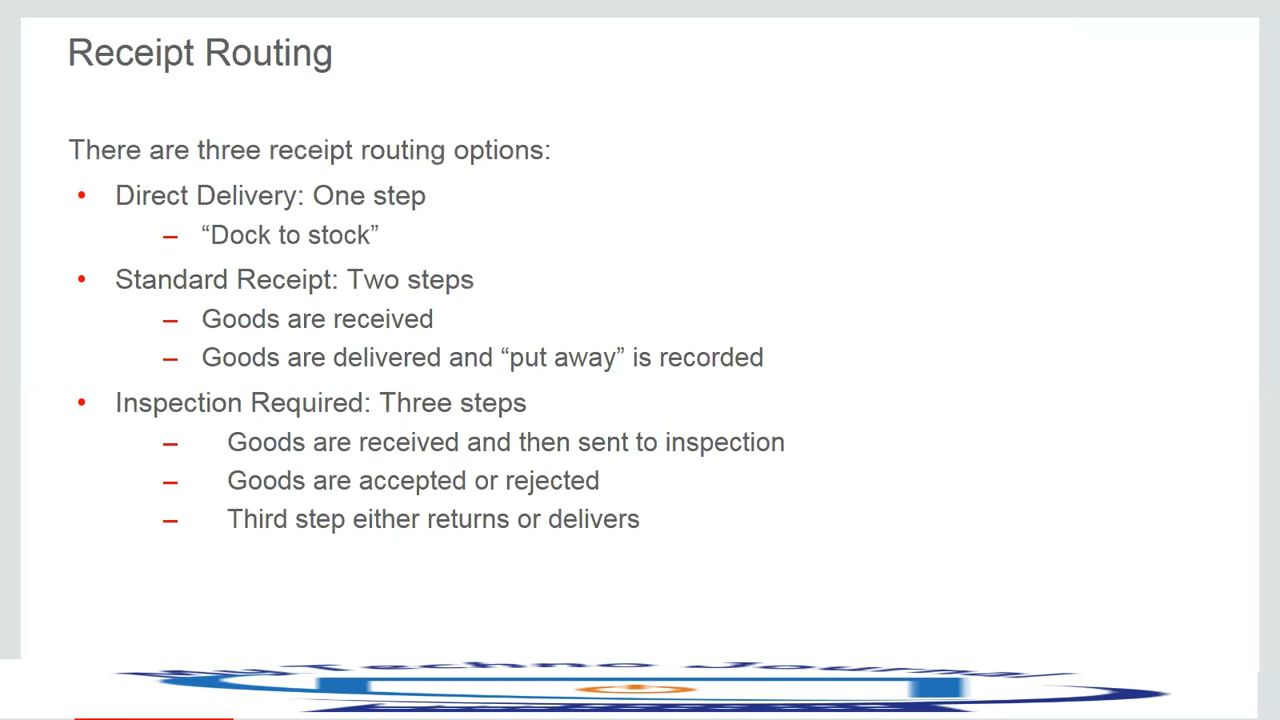 Receipt Routing
There are three receipt routing options:
• Direct Delivery: One step
– “Dock to stock”
• Standard Receipt: Two steps
– Goods are received
– Goods are delivered and “put away” is recorded
• Inspection Required: Three steps
– Goods are received and then sent to inspection
– Goods are accepted or rejected
– Third step either returns or delivers
Techno Journal